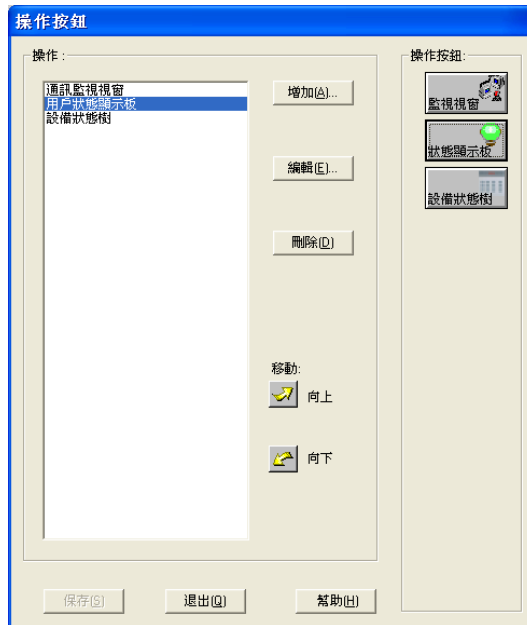 操作按鈕
操作：
通訊監視視窗
用戶狀態顯示板
設備狀態樹
增加(A)...
編輯(E)...
刪除(D)
移動:
向上
向下
保存(S)
退出(Q)
幫助(H)
操作按鈕:
監視視窗
狀態顯示板
設備狀態樹